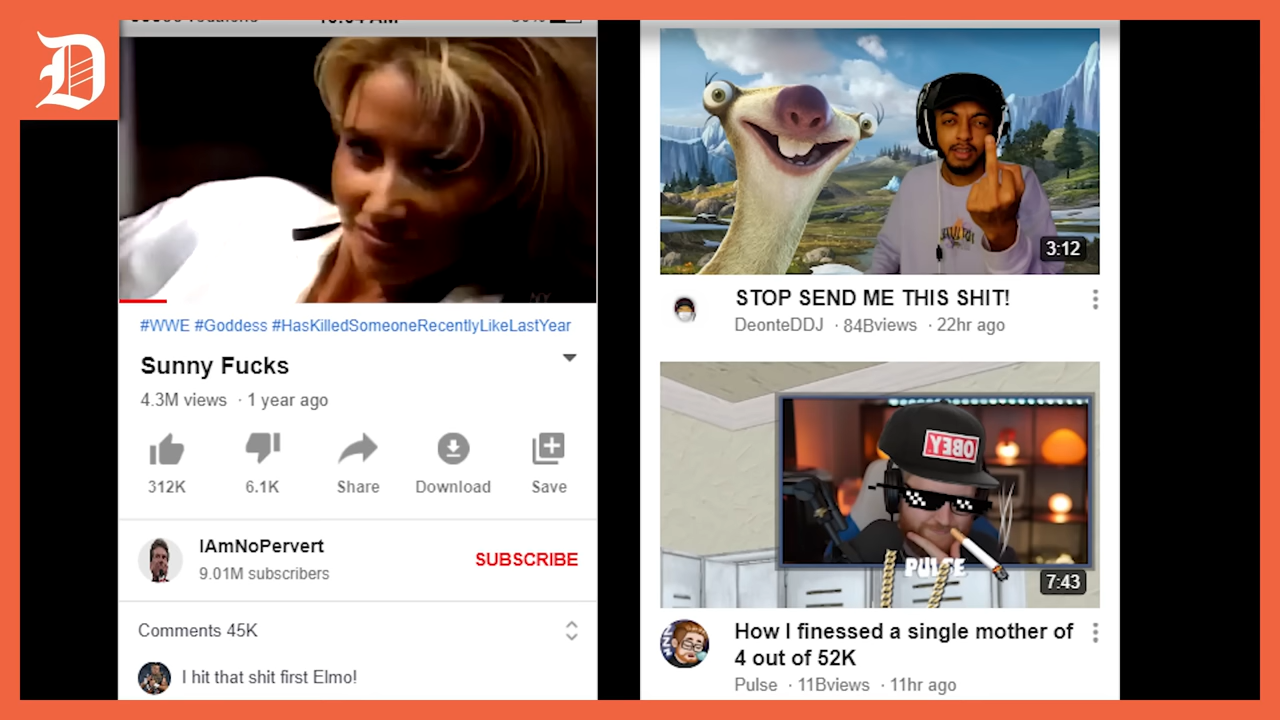 D
#WWE #Goddess #HasKilledSomeoneRecentlyLikeLastYear
Sunny Fucks
4.3M views · 1 year ago
312K
6.1K
Share
Download
Save
IAmNoPervert
9.01M subscribers
SUBSCRIBE
Comments 45K
I hit that shit first Elmo!
3:12
STOP SEND ME THIS SHIT!
DeonteDDJ · 84Bviews · 22hr ago
OBEY
PULSE
7:43
How I finessed a single mother of
4 out of 52K
Pulse · 11Bviews · 11hr ago